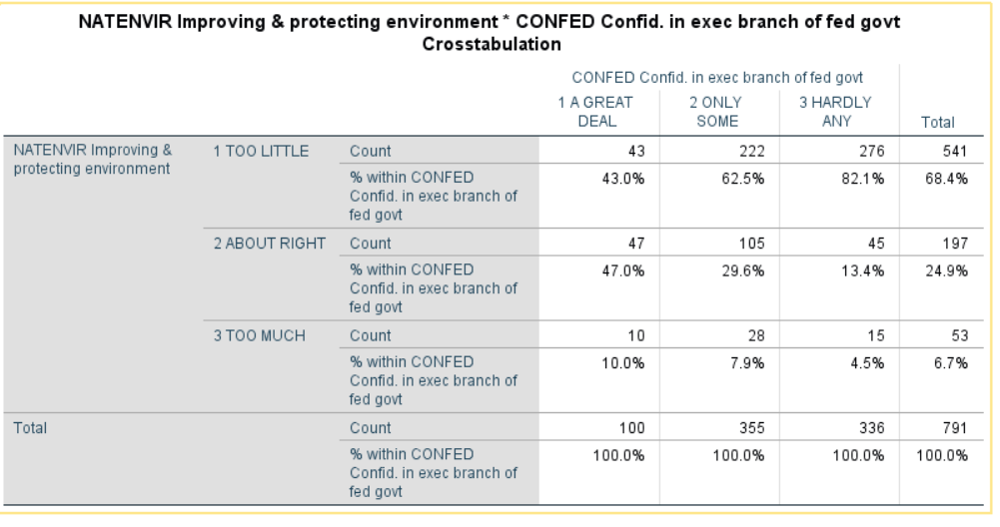 NATENVIR Improving & protecting environment * CONFED Confid. in exec branch of fed govt
Crosstabulation
CONFED Confid. in exec branch of fed govt
1 A GREAT DEAL 2 ONLY SOME 3 HARDLY ANY Total
NATENVIR Improving & protecting environment 1 TOO LITTLE Count 43 222 276 541
% within CONFED Confid. in exec branch of fed govt 43.0% 62.5% 82.1% 68.4%
2 ABOUT RIGHT Count 47 105 45 197
% within CONFED Confid. in exec branch of fed govt 47.0% 29.6% 13.4% 24.9%
3 TOO MUCH Count 10 28 15 53
% within CONFED Confid. in exec branch of fed govt 10.0% 7.9% 4.5% 6.7%
Total Count 100 355 336 791
% within CONFED Confid. in exec branch of fed govt 100.0% 100.0% 100.0% 100.0%